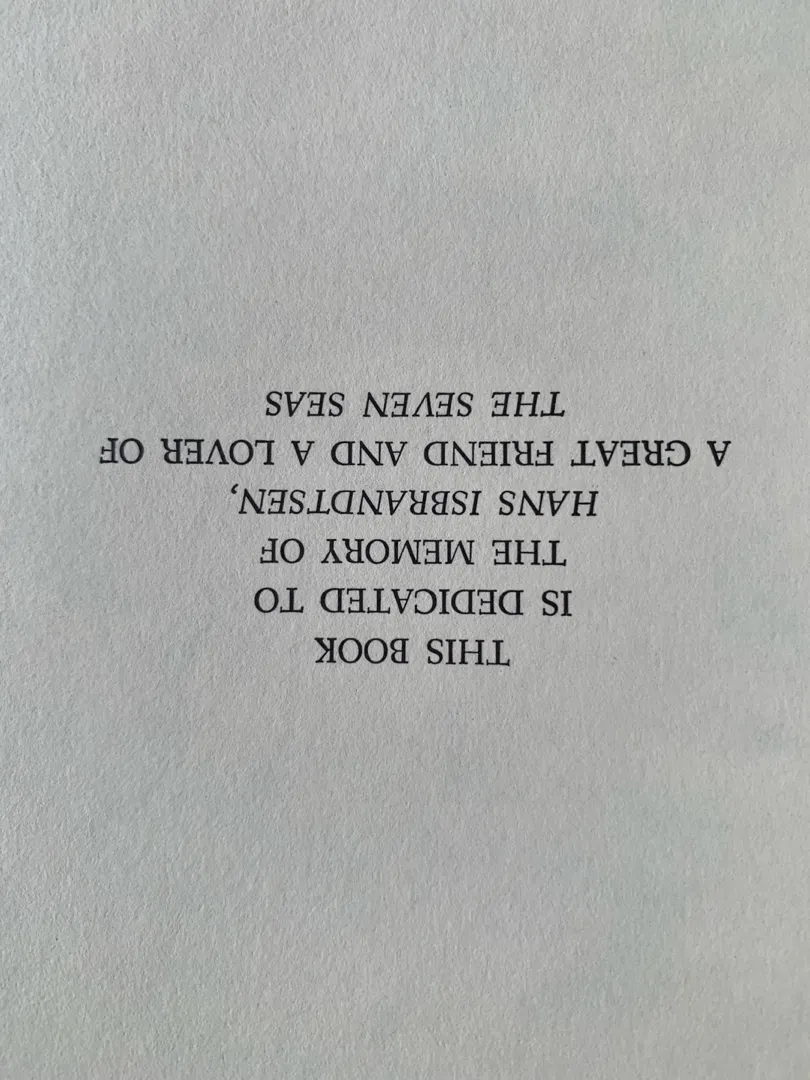 THIS BOOK
IS DEDICATED TO
THE MEMORY OF
HANS ISBRANDTSEN,
A GREAT FRIEND AND A LOVER OF
THE SEVEN SEAS